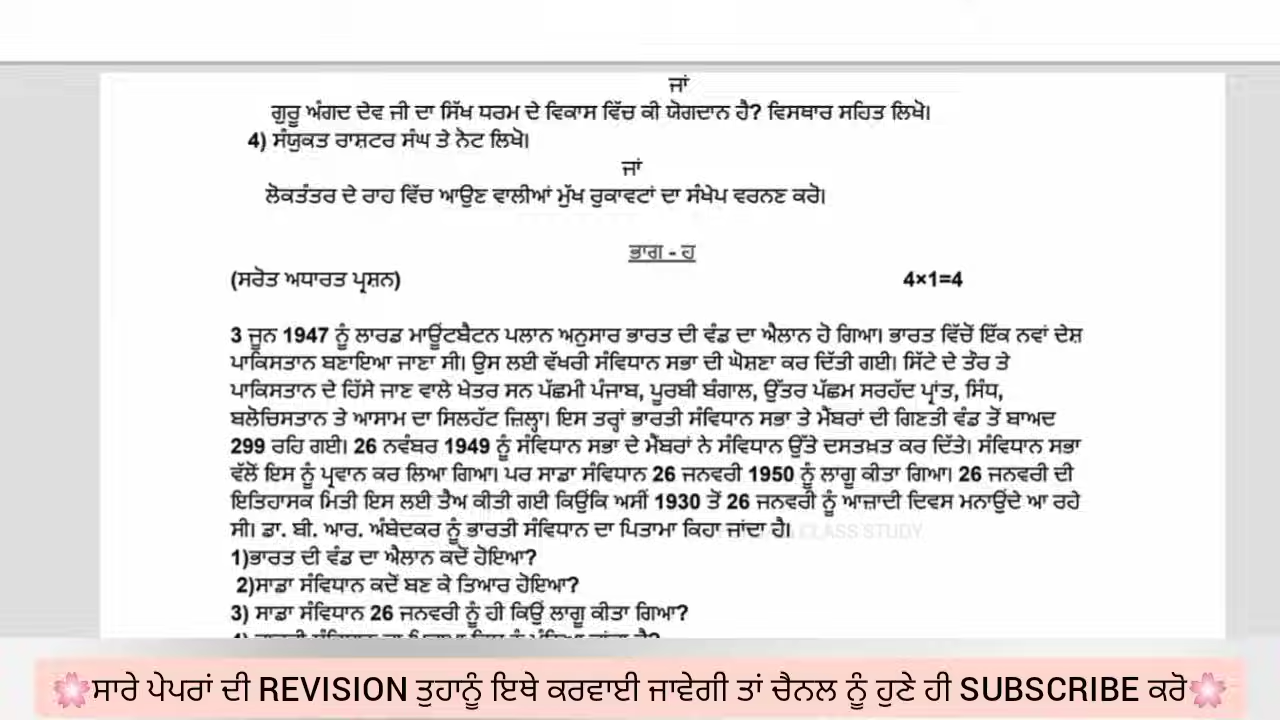 ਜਾਂ
ਗੁਰੂ ਅੰਗਦ ਦੇਵ ਜੀ ਦਾ ਸਿੱਖ ਧਰਮ ਦੇ ਵਿਕਾਸ ਵਿੱਚ ਕੀ ਯੋਗਦਾਨ ਹੈ? ਵਿਸਥਾਰ ਸਹਿਤ ਲਿਖੋ।
4) ਸੰਯੁਕਤ ਰਾਸ਼ਟਰ ਸੰਘ ਤੇ ਨੋਟ ਲਿਖੋ।
ਜਾਂ
ਲੋਕਤੰਤਰ ਦੇ ਰਾਹ ਵਿੱਚ ਆਉਣ ਵਾਲੀਆਂ ਮੁੱਖ ਰੁਕਾਵਟਾਂ ਦਾ ਸੰਖੇਪ ਵਰਨਣ ਕਰੋ।
ਭਾਗ - ਹ
(ਸਰੋਤ ਅਧਾਰਤ ਪ੍ਰਸ਼ਨ) 4×1=4
3 ਜੂਨ 1947 ਨੂੰ ਲਾਰਡ ਮਾਊਂਟਬੈਟਨ ਪਲਾਨ ਅਨੁਸਾਰ ਭਾਰਤ ਦੀ ਵੰਡ ਦਾ ਐਲਾਨ ਹੋ ਗਿਆ। ਭਾਰਤ ਵਿੱਚੋਂ ਇੱਕ ਨਵਾਂ ਦੇਸ਼
ਪਾਕਿਸਤਾਨ ਬਣਾਇਆ ਜਾਣਾ ਸੀ। ਉਸ ਲਈ ਵੱਖਰੀ ਸੰਵਿਧਾਨ ਸਭਾ ਦੀ ਘੋਸ਼ਣਾ ਕਰ ਦਿੱਤੀ ਗਈ। ਸਿੱਟੇ ਦੇ ਤੌਰ ਤੇ
ਪਾਕਿਸਤਾਨ ਦੇ ਹਿੱਸੇ ਜਾਣ ਵਾਲੇ ਖੇਤਰ ਸਨ ਪੱਛਮੀ ਪੰਜਾਬ, ਪੂਰਬੀ ਬੰਗਾਲ, ਉੱਤਰ ਪੱਛਮ ਸਰਹੱਦ ਪ੍ਰਾਂਤ, ਸਿੰਧ,
ਬਲੋਚਿਸਤਾਨ ਤੇ ਆਸਾਮ ਦਾ ਸਿਲਹੱਟ ਜ਼ਿਲ੍ਹਾ। ਇਸ ਤਰ੍ਹਾਂ ਭਾਰਤੀ ਸੰਵਿਧਾਨ ਸਭਾ ਤੇ ਮੈਂਬਰਾਂ ਦੀ ਗਿਣਤੀ ਵੰਡ ਤੋਂ ਬਾਅਦ
299 ਰਹਿ ਗਈ। 26 ਨਵੰਬਰ 1949 ਨੂੰ ਸੰਵਿਧਾਨ ਸਭਾ ਦੇ ਮੈਂਬਰਾਂ ਨੇ ਸੰਵਿਧਾਨ ਉੱਤੇ ਦਸਤਖ਼ਤ ਕਰ ਦਿੱਤੇ। ਸੰਵਿਧਾਨ ਸਭਾ
ਵੱਲੋਂ ਇਸ ਨੂੰ ਪ੍ਰਵਾਨ ਕਰ ਲਿਆ ਗਿਆ। ਪਰ ਸਾਡਾ ਸੰਵਿਧਾਨ 26 ਜਨਵਰੀ 1950 ਨੂੰ ਲਾਗੂ ਕੀਤਾ ਗਿਆ। 26 ਜਨਵਰੀ ਦੀ
ਇਤਿਹਾਸਕ ਮਿਤੀ ਇਸ ਲਈ ਤੈਅ ਕੀਤੀ ਗਈ ਕਿਉਂਕਿ ਅਸੀਂ 1930 ਤੋਂ 26 ਜਨਵਰੀ ਨੂੰ ਆਜ਼ਾਦੀ ਦਿਵਸ ਮਨਾਉਂਦੇ ਆ ਰਹੇ
ਸੀ। ਡਾ. ਬੀ. ਆਰ. ਅੰਬੇਦਕਰ ਨੂੰ ਭਾਰਤੀ ਸੰਵਿਧਾਨ ਦਾ ਪਿਤਾਮਾ ਕਿਹਾ ਜਾਂਦਾ ਹੈ।
CLASS STUDY
1)ਭਾਰਤ ਦੀ ਵੰਡ ਦਾ ਐਲਾਨ ਕਦੋਂ ਹੋਇਆ?
2)ਸਾਡਾ ਸੰਵਿਧਾਨ ਕਦੋਂ ਬਣ ਕੇ ਤਿਆਰ ਹੋਇਆ?
3) ਸਾਡਾ ਸੰਵਿਧਾਨ 26 ਜਨਵਰੀ ਨੂੰ ਹੀ ਕਿਉਂ ਲਾਗੂ ਕੀਤਾ ਗਿਆ?
🌸ਸਾਰੇ ਪੇਪਰਾਂ ਦੀ REVISION ਤੁਹਾਨੂੰ ਇਥੇ ਕਰਵਾਈ ਜਾਵੇਗੀ ਤਾਂ ਚੈਨਲ ਨੂੰ ਹੁਣੇ ਹੀ SUBSCRIBE ਕਰੋ🌸